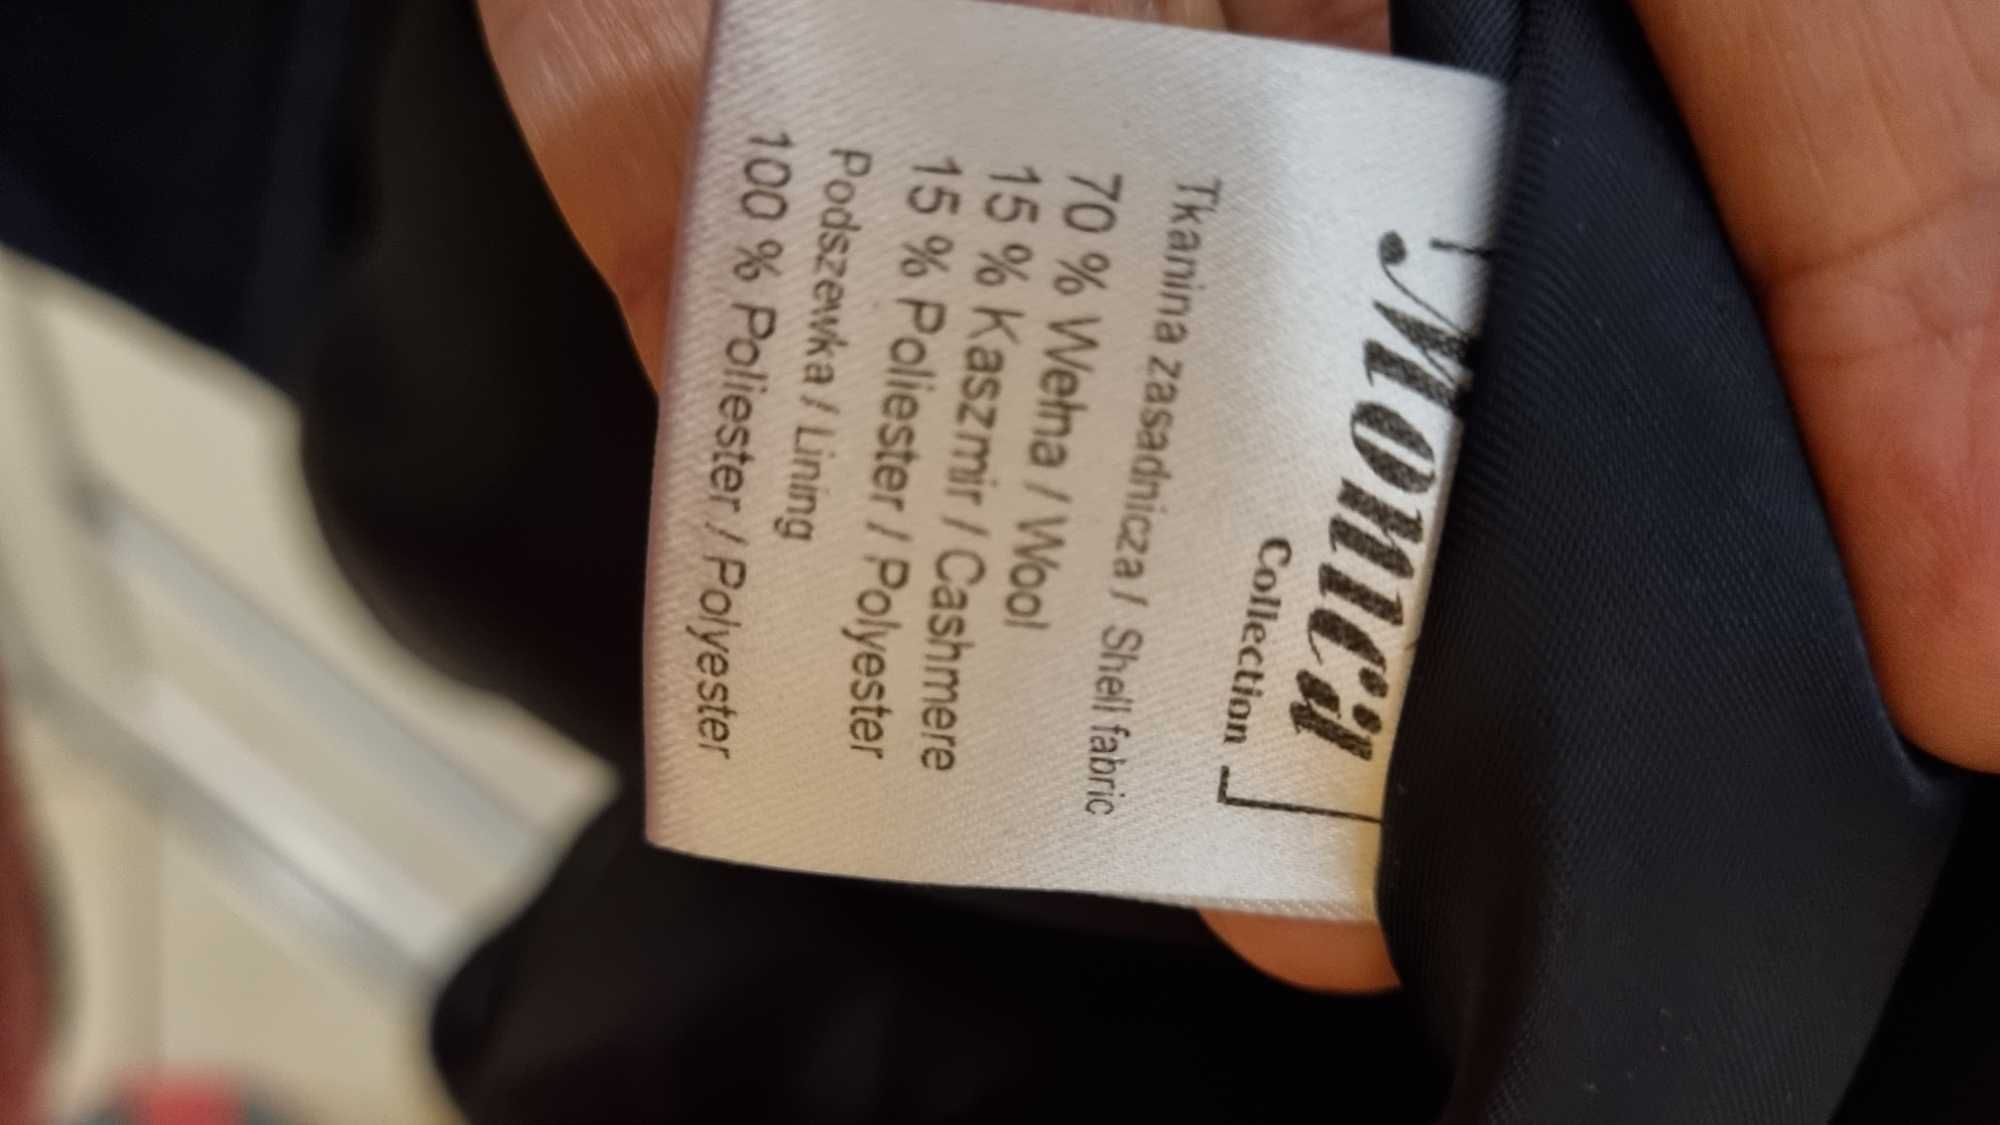 Momcci
Collection
Tkanina zasadnicza / Shell fabric
70 % Wełna / Wool
15 % Kaszmir / Cashmere
15 % Poliester / Polyester
Podszewka / Lining
100 % Poliester / Polyester